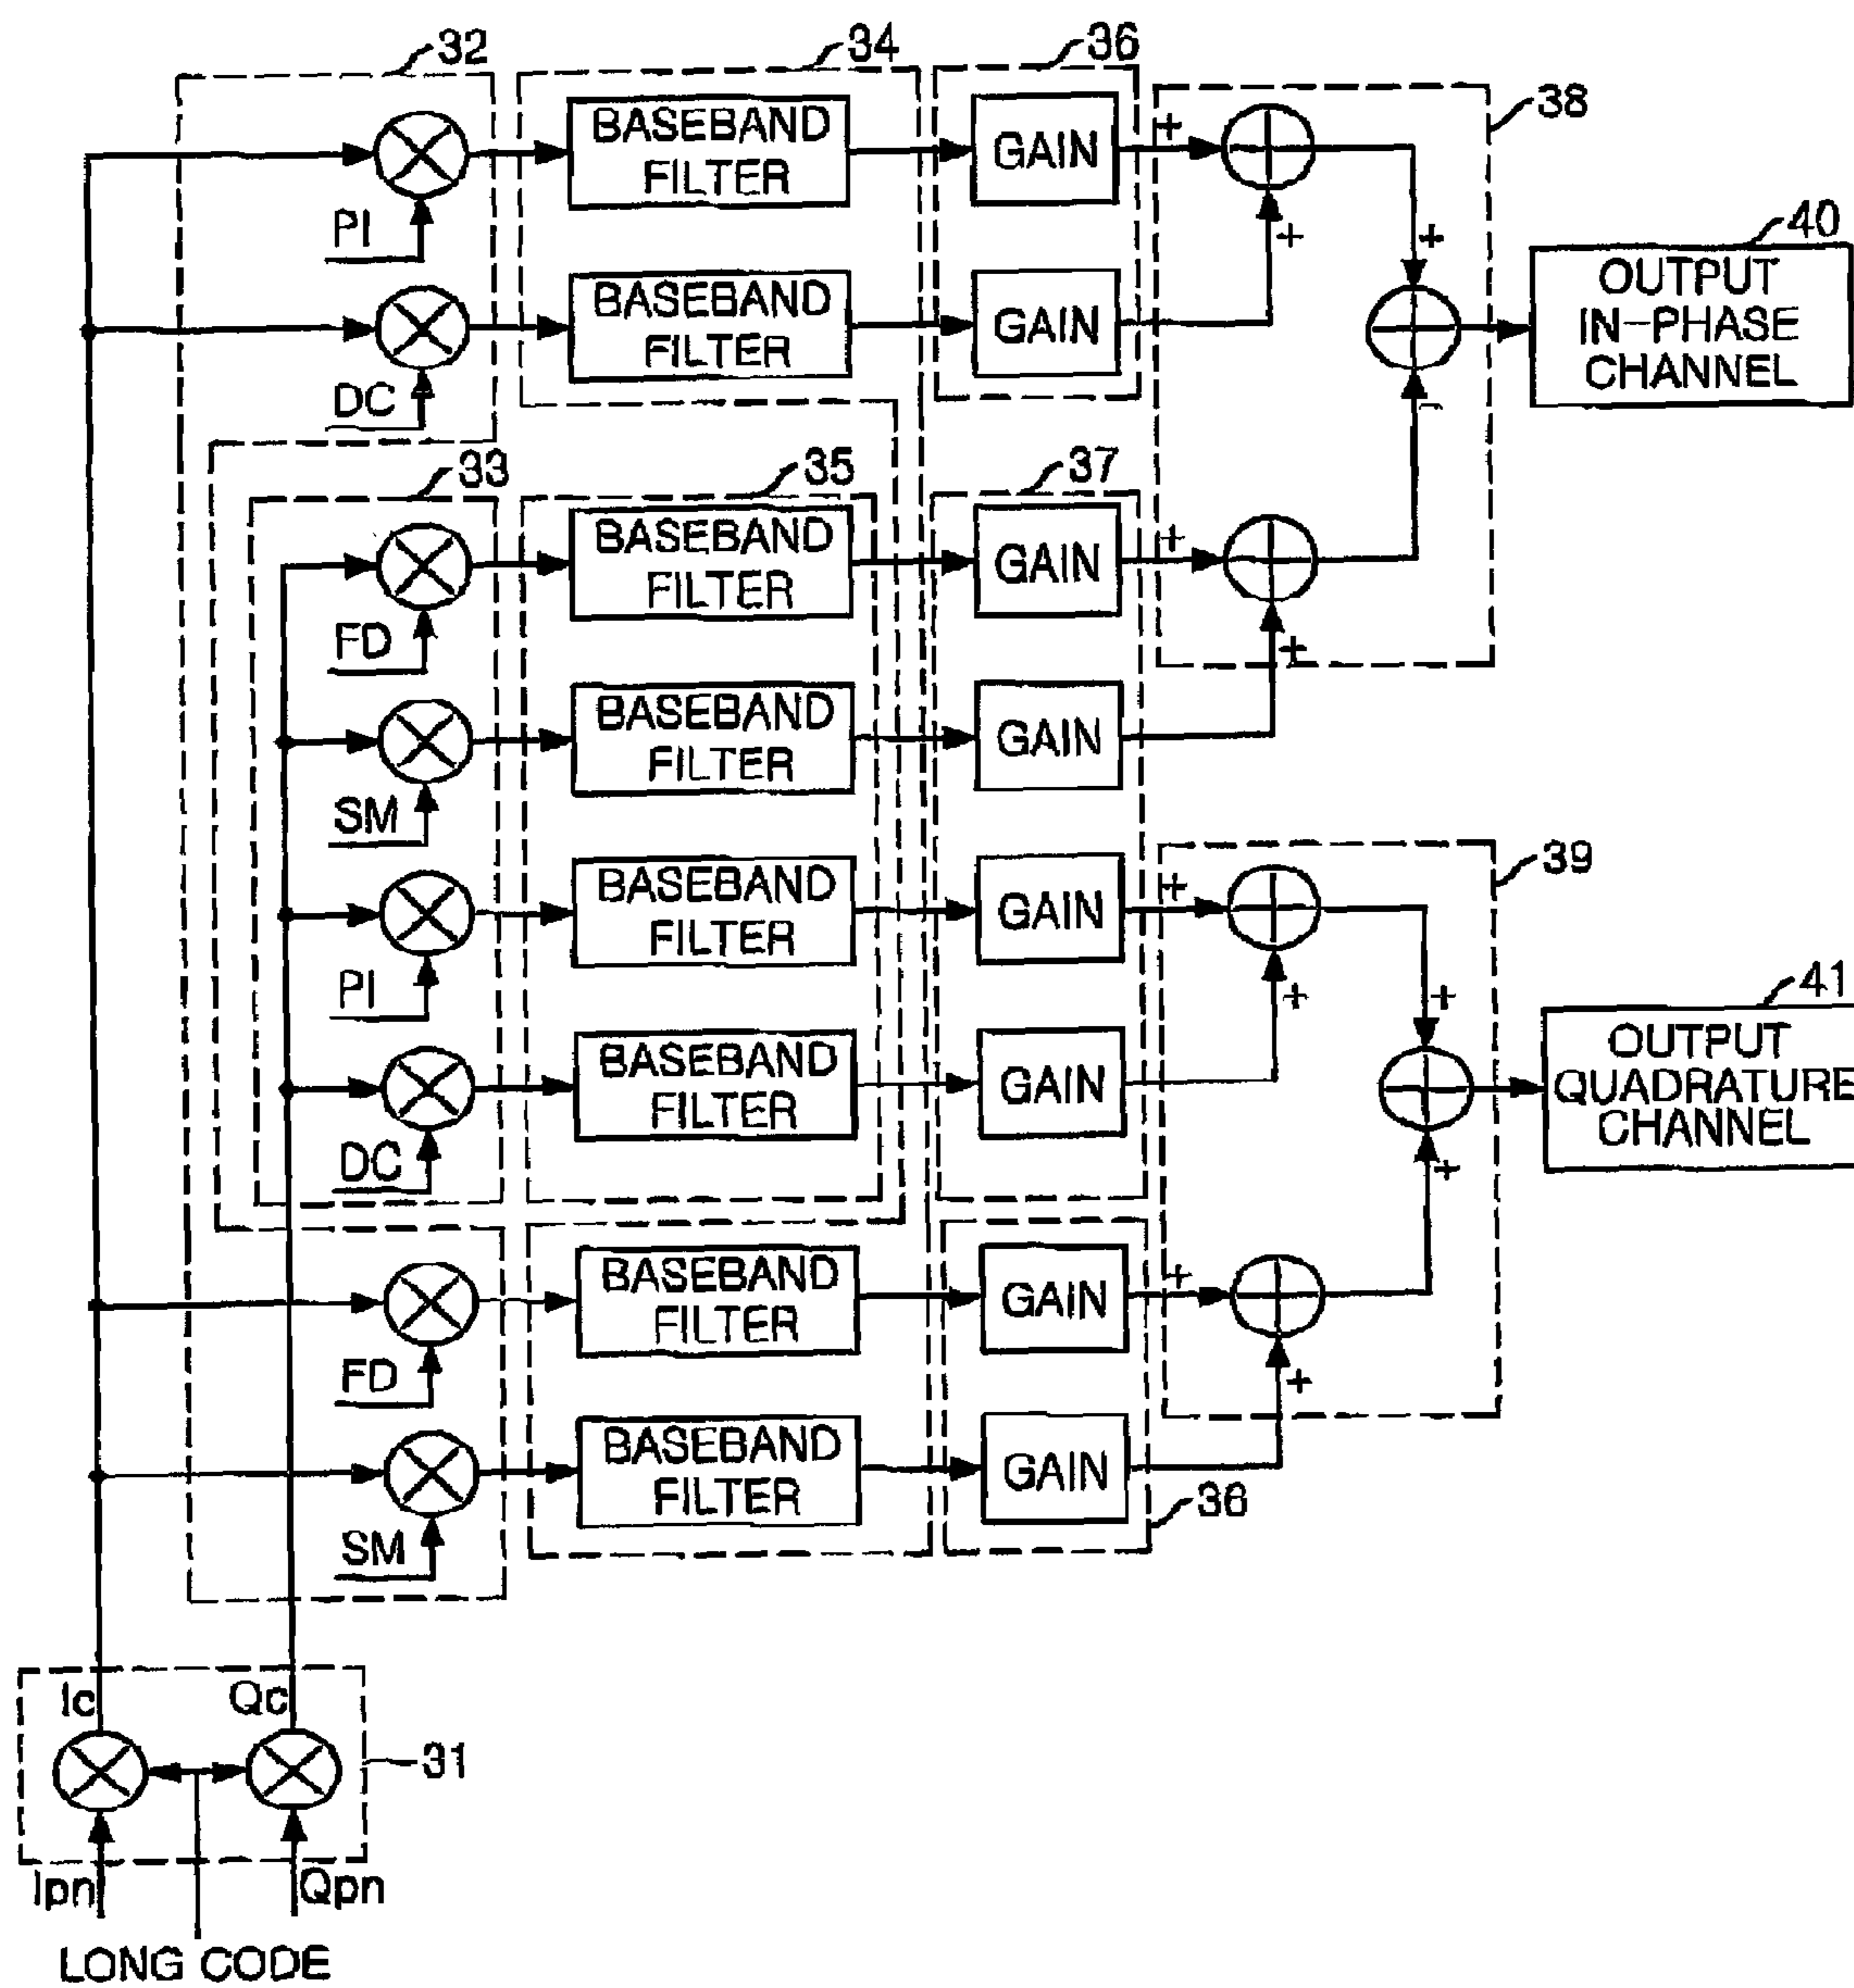 32
34
36
38
BASEBAND
FILTER
GAIN
+
PI
+
+
40
OUTPUT
IN-PHASE
CHANNEL
BASEBAND
FILTER
GAIN
DC
-
33
35
37
BASEBAND
FILTER
GAIN
+
FD
+
BASEBAND
FILTER
GAIN
SM
39
BASEBAND
FILTER
GAIN
+
PI
+
+
41
OUTPUT
QUADRATURE
CHANNEL
BASEBAND
FILTER
GAIN
DC
+
BASEBAND
FILTER
GAIN
+
FD
+
BASEBAND
FILTER
GAIN
36
SM
Ic
Qc
31
Ipn
Qpn
LONG CODE